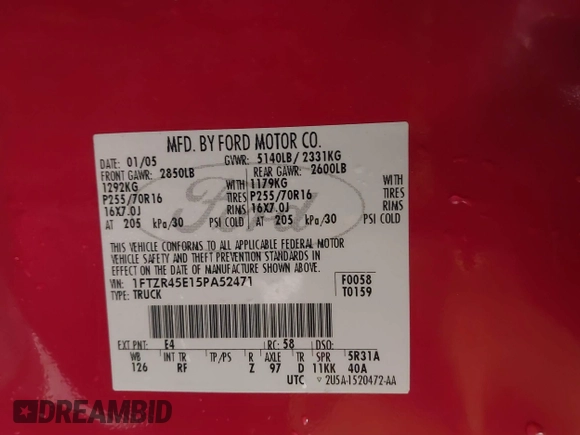 MFD. BY FORD MOTOR CO.
DATE: 01/05 GVWR: 5140LB/ 2331KG
FRONT GAWR: 2850LB REAR GAWR: 2600LB
1292KG WITH 1179KG WITH
P255/70R16 TIRES P255/70R16 TIRES
16X7.0J RIMS 16X7.0J RIMS
AT 205 kPa/30 PSI COLD AT 205 kPa/30 PSI COLD
Ford
THIS VEHICLE CONFORMS TO ALL APPLICABLE FEDERAL MOTOR
VEHICLE SAFETY AND THEFT PREVENTION STANDARDS IN
EFFECT ON THE DATE OF MANUFACTURE SHOWN ABOVE.
VIN: 1FTZR45E15PA52471 F0058
TYPE: TRUCK T0159
EXT PNT: E4 RC: 58 DSO:
WB INT TR TP/PS R AXLE TR SPR 5R31A
126 RF Z 97 D 11KK 40A
UTC 2U5A-1520472-AA
DREAMBID